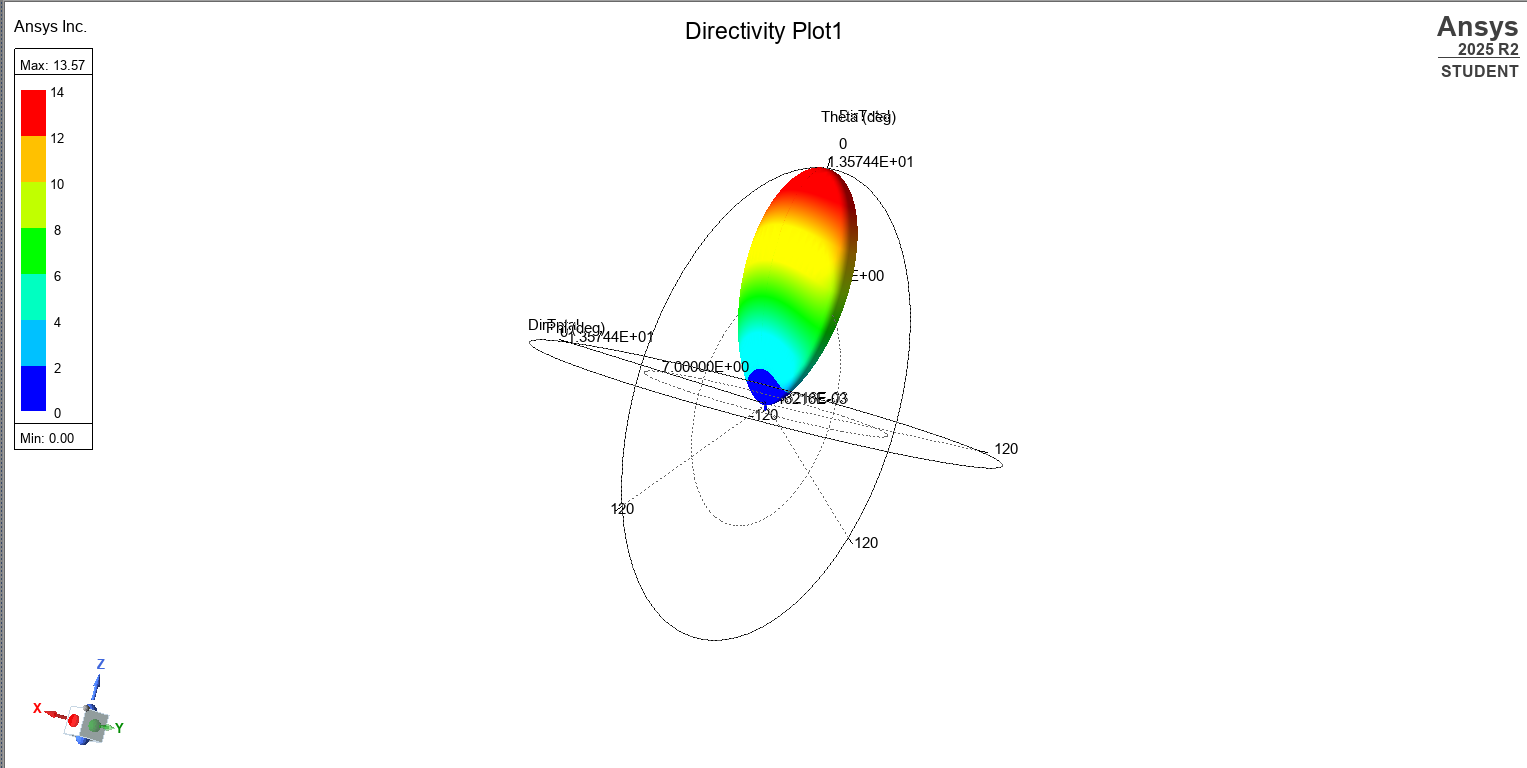 Ansys Inc.
Directivity Plot1
Ansys
2025 R2
STUDENT
Max: 13.57
14
12
10
8
6
4
2
0
Min: 0.00
Theta (deg)
0
1.35744E+01
E+00
1.35744E+01
7.00000E+00
-120
120
120
120
Z
X
Y